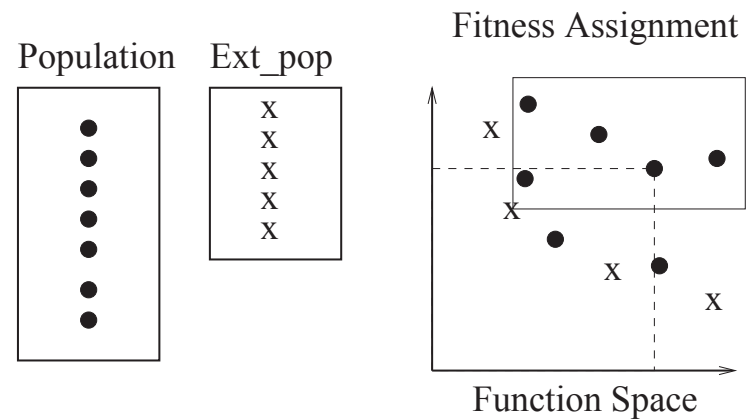 Fitness Assignment
Population
Ext_pop
x
x
x
x
x
x
x
x
x
Function Space